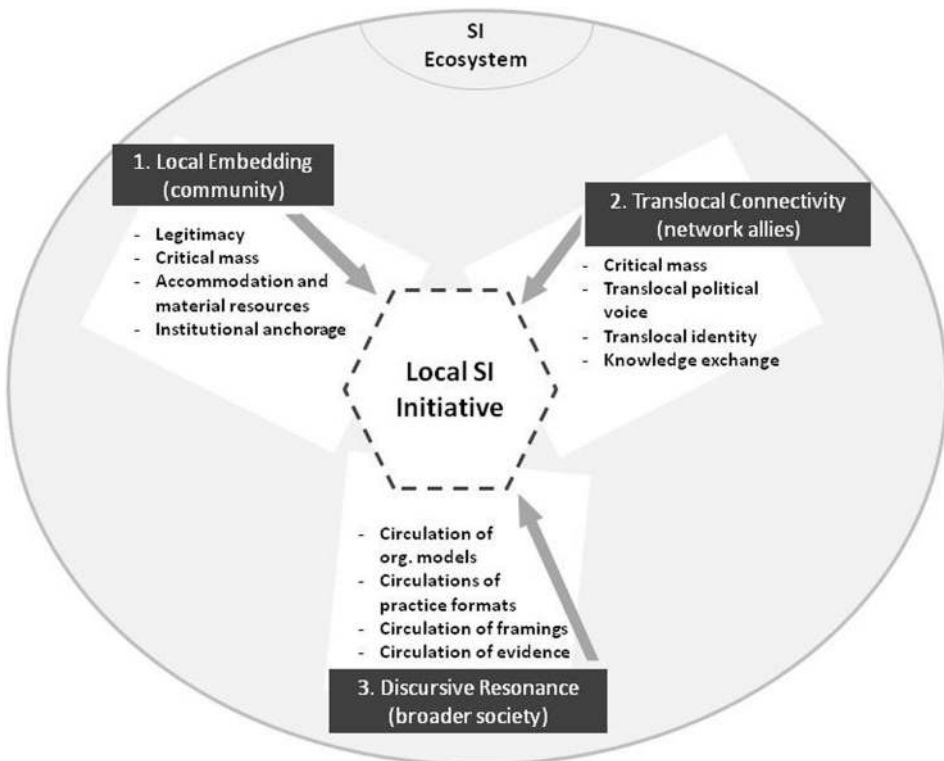 SI
Ecosystem
1. Local Embedding
(community)
- Legitimacy
- Critical mass
- Accommodation and
material resources
- Institutional anchorage
2. Translocal Connectivity
(network allies)
- Critical mass
- Translocal political
voice
- Translocal identity
- Knowledge exchange
Local SI
Initiative
- Circulation of
org. models
- Circulations of
practice formats
- Circulation of framings
- Circulation of evidence
3. Discursive Resonance
(broader society)